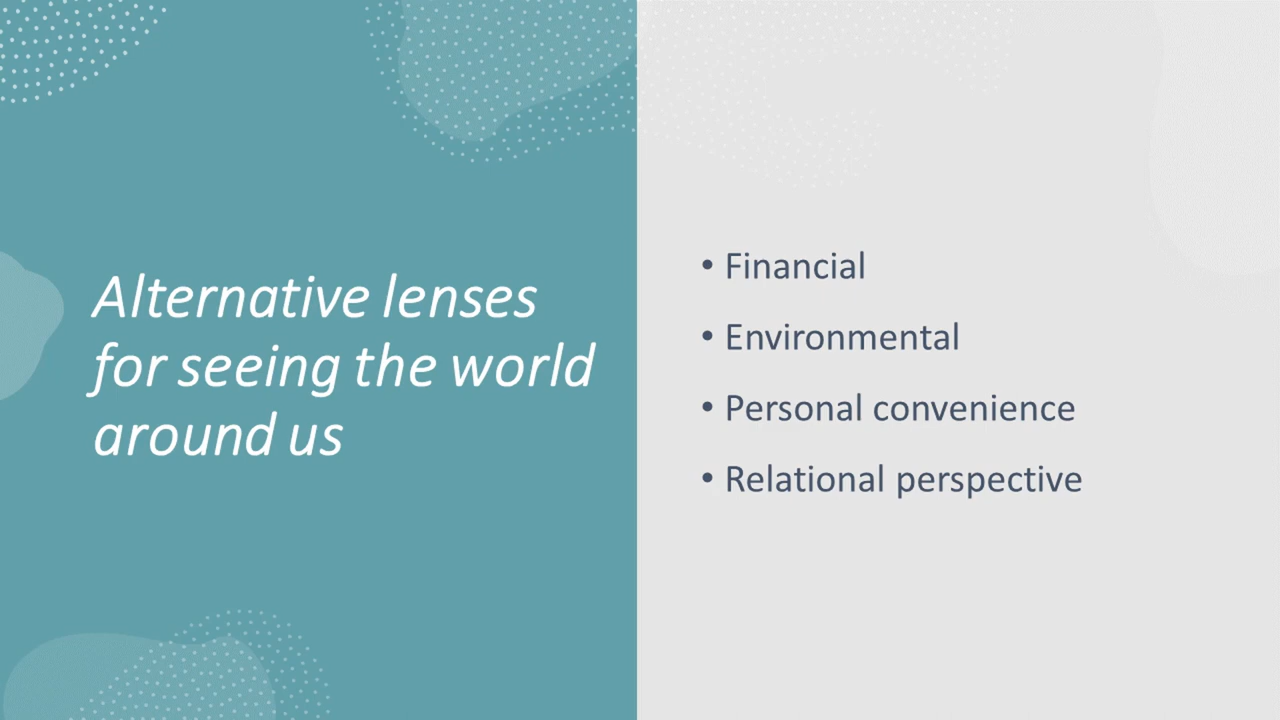 Alternative lenses
for seeing the world
around us
• Financial
• Environmental
• Personal convenience
• Relational perspective